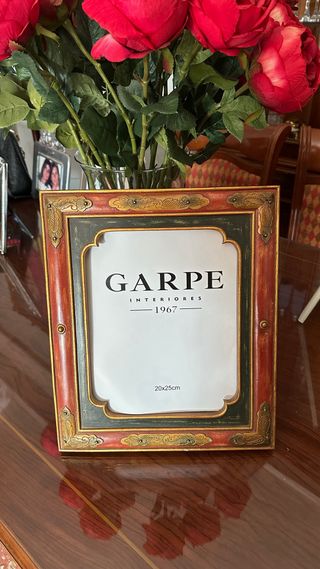 GARPE
INTERIORES
1967
20x25cm